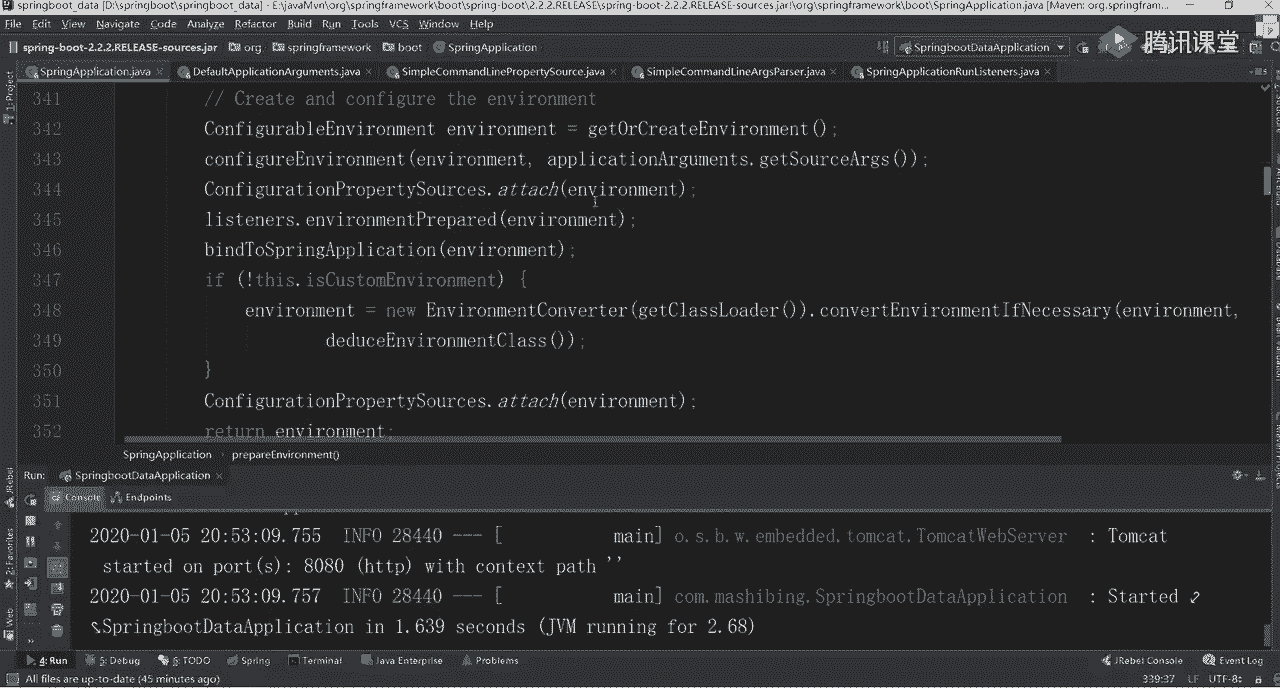 springboot_data [D:\springboot\springboot_data] - E:\javaMvn\org\springframework\boot\spring-boot\2.2.2.RELEASE\spring-boot-2.2.2.RELEASE-sources.jar!\org\springframework\boot\SpringApplication.java [Maven: org.springfram...
File Edit View Navigate Code Analyze Refactor Build Run Tools VCS Window Help
spring-boot-2.2.2.RELEASE-sources.jar org springframework boot SpringApplication SpringbootDataApplication
腾讯课堂
SpringApplication.java DefaultApplicationArguments.java SimpleCommandLinePropertySource.java SimpleCommandLineArgsParser.java SpringApplicationRunListeners.java
1: Project
341 // Create and configure the environment
342 ConfigurableEnvironment environment = getOrCreateEnvironment();
343 configureEnvironment(environment, applicationArguments.getSourceArgs());
344 ConfigurationPropertySources.attach(environment);
345 listeners.environmentPrepared(environment);
346 bindToSpringApplication(environment);
347 if (!this.isCustomEnvironment) {
348 environment = new EnvironmentConverter(getClassLoader()).convertEnvironmentIfNecessary(environment,
349 deduceEnvironmentClass());
350 }
351 ConfigurationPropertySources.attach(environment);
352 return environment;
SpringApplication prepareEnvironment()
Run: SpringbootDataApplication
Console Endpoints
JRebel
2: Favorites
Web
2020-01-05 20:53:09.755 INFO 28440 --- [ main] o.s.b.w.embedded.tomcat.TomcatWebServer : Tomcat
started on port(s): 8080 (http) with context path ''
2020-01-05 20:53:09.757 INFO 28440 --- [ main] com.mashibing.SpringbootDataApplication : Started
SpringbootDataApplication in 1.639 seconds (JVM running for 2.68)
4: Run 5: Debug 6: TODO Spring Terminal Java Enterprise Problems JRebel Console Event Log
All files are up-to-date (45 minutes ago) 339:37 LF UTF-8